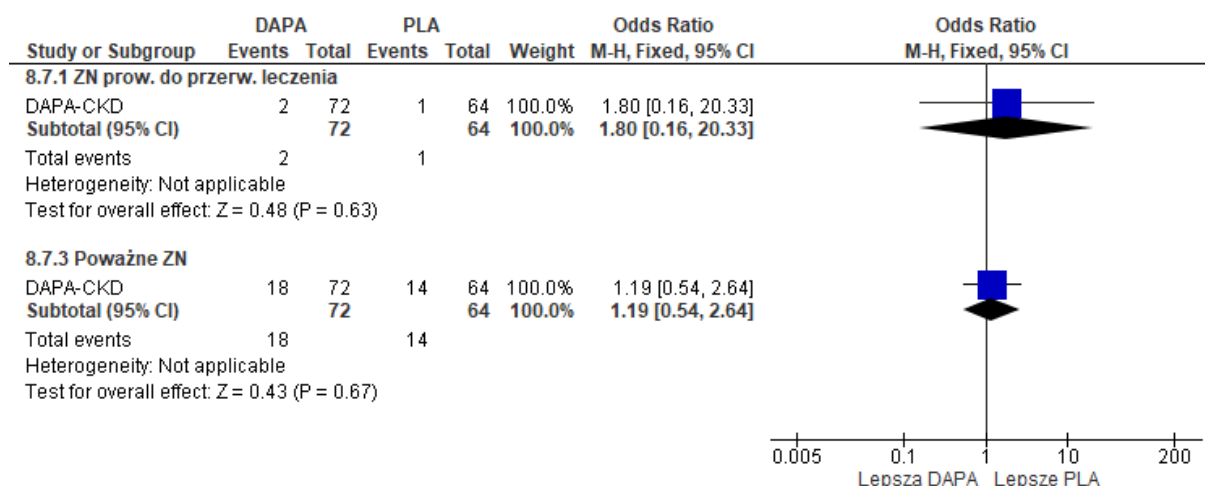 DAPA PLA Odds Ratio Odds Ratio
Study or Subgroup Events Total Events Total Weight M-H, Fixed, 95% CI M-H, Fixed, 95% CI
8.7.1 ZN prow. do przerw. leczenia
DAPA-CKD 2 72 1 64 100.0% 1.80 [0.16, 20.33]
Subtotal (95% CI) 72 64 100.0% 1.80 [0.16, 20.33]
Total events 2 1
Heterogeneity: Not applicable
Test for overall effect: Z = 0.48 (P = 0.63)
8.7.3 Poważne ZN
DAPA-CKD 18 72 14 64 100.0% 1.19 [0.54, 2.64]
Subtotal (95% CI) 72 64 100.0% 1.19 [0.54, 2.64]
Total events 18 14
Heterogeneity: Not applicable
Test for overall effect: Z = 0.43 (P = 0.67)
0.005 0.1 1 10 200
Lepsza DAPA Lepsze PLA